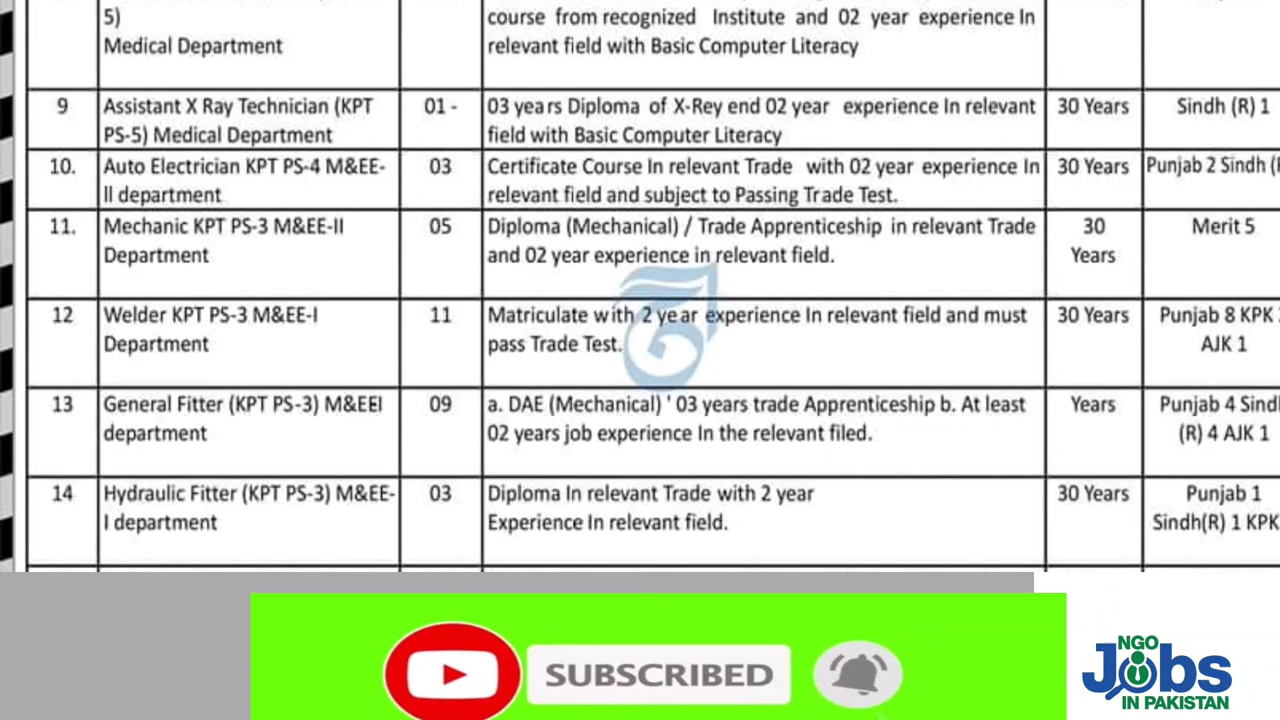 5)
Medical Department
course from recognized Institute and 02 year experience In
relevant field with Basic Computer Literacy
9
Assistant X Ray Technician (KPT
PS-5) Medical Department
01 -
03 years Diploma of X-Rey end 02 year experience In relevant
field with Basic Computer Literacy
30 Years
Sindh (R) 1
10.
Auto Electrician KPT PS-4 M&EE-
II department
03
Certificate Course In relevant Trade with 02 year experience In
relevant field and subject to Passing Trade Test.
30 Years
Punjab 2 Sindh
11.
Mechanic KPT PS-3 M&EE-II
Department
05
Diploma (Mechanical) / Trade Apprenticeship in relevant Trade
and 02 year experience in relevant field.
30
Years
Merit 5
12
Welder KPT PS-3 M&EE-I
Department
11
Matriculate with 2 year experience In relevant field and must
pass Trade Test.
30 Years
Punjab 8 KPK
AJK 1
13
General Fitter (KPT PS-3) M&EEI
department
09
a. DAE (Mechanical) ' 03 years trade Apprenticeship b. At least
02 years job experience In the relevant filed.
Years
Punjab 4
(R) 4 AJK 1
14
Hydraulic Fitter (KPT PS-3) M&EE-
I department
03
Diploma In relevant Trade with 2 year
Experience In relevant field.
30 Years
Punjab 1
Sindh(R) 1 KPK
SUBSCRIBED
NGO
Jobs
IN PAKISTAN